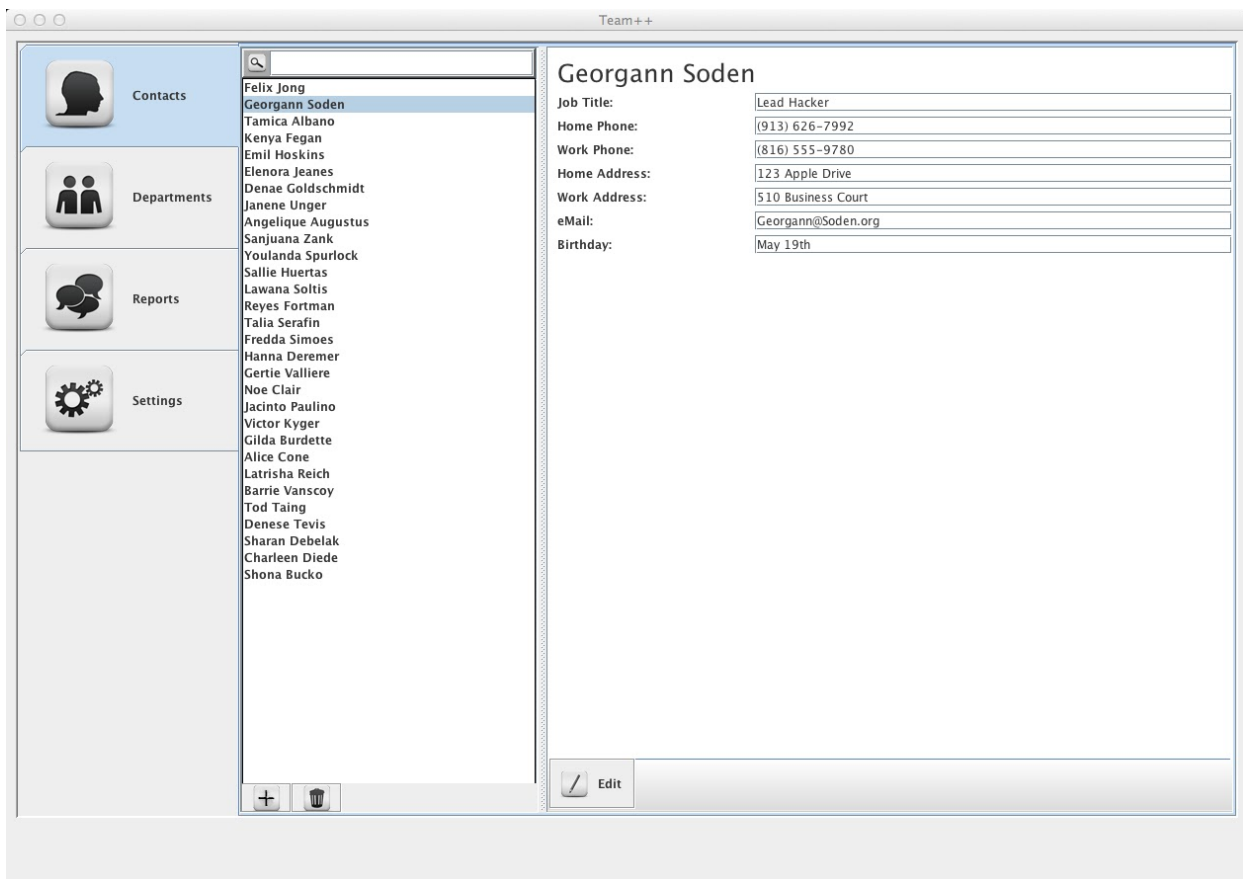 Team++
Contacts
Departments
Reports
Settings
Felix Jong
Georgann Soden
Tamica Albano
Kenya Fegan
Emil Hoskins
Elenora Jeanes
Denae Goldschmidt
Janene Unger
Angelique Augustus
Sanjuana Zank
Youlanda Spurlock
Sallie Huertas
Lawana Soltis
Reyes Fortman
Talia Serafin
Fredda Simoes
Hanna Deremer
Gertie Valliere
Noe Clair
Jacinto Paulino
Victor Kyger
Gilda Burdette
Alice Cone
Latrisha Reich
Barrie Vanscoy
Tod Taing
Denese Tevis
Sharan Debelak
Charleen Diede
Shona Bucko
Georgann Soden
Job Title: Lead Hacker
Home Phone: (913) 626-7992
Work Phone: (816) 555-9780
Home Address: 123 Apple Drive
Work Address: 510 Business Court
eMail: Georgann@Soden.org
Birthday: May 19th
Edit